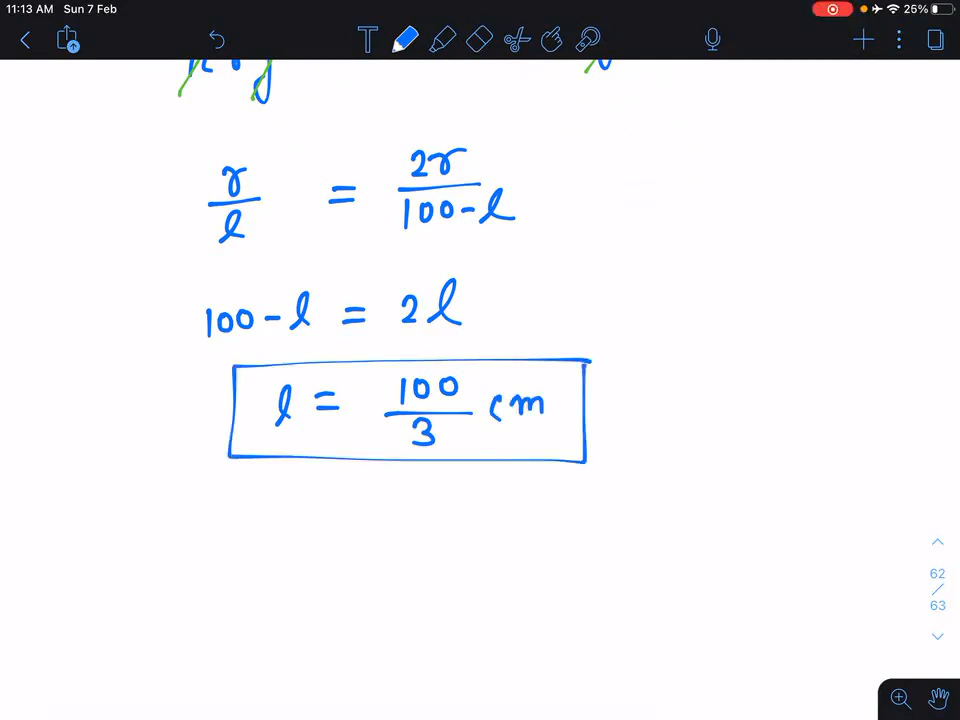 11:13 AM Sun 7 Feb
25%
T
r/l = 2r/(100-l)
100-l = 2l
l = 100/3 cm
62
/
63